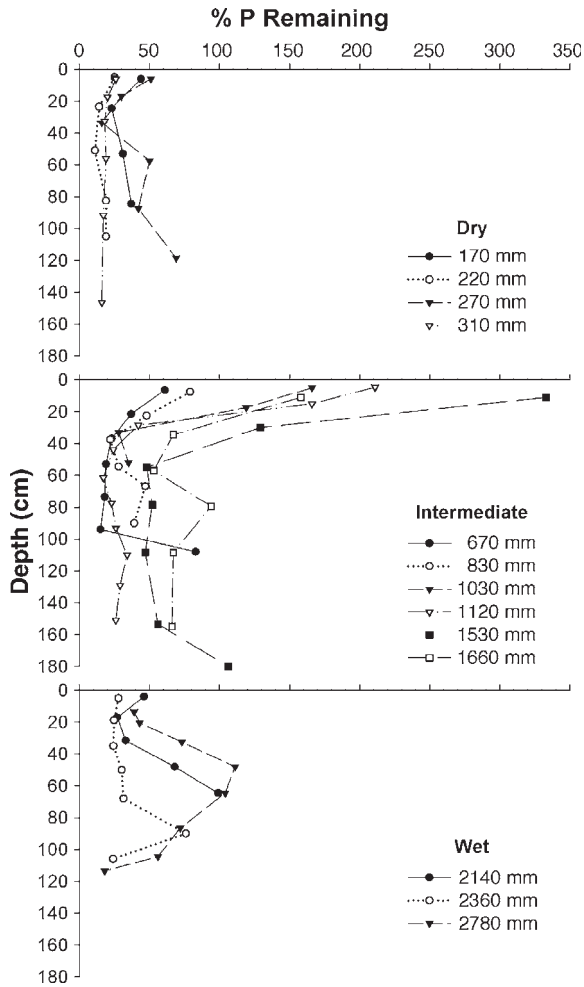 % P Remaining
0 50 100 150 200 250 300 350
0
20
40
60
80
100
120
140
160
180
Dry
170 mm
220 mm
270 mm
310 mm
0
20
40
60
80
100
120
140
160
180
Depth (cm)
Intermediate
670 mm
830 mm
1030 mm
1120 mm
1530 mm
1660 mm
0
20
40
60
80
100
120
140
160
180
Wet
2140 mm
2360 mm
2780 mm